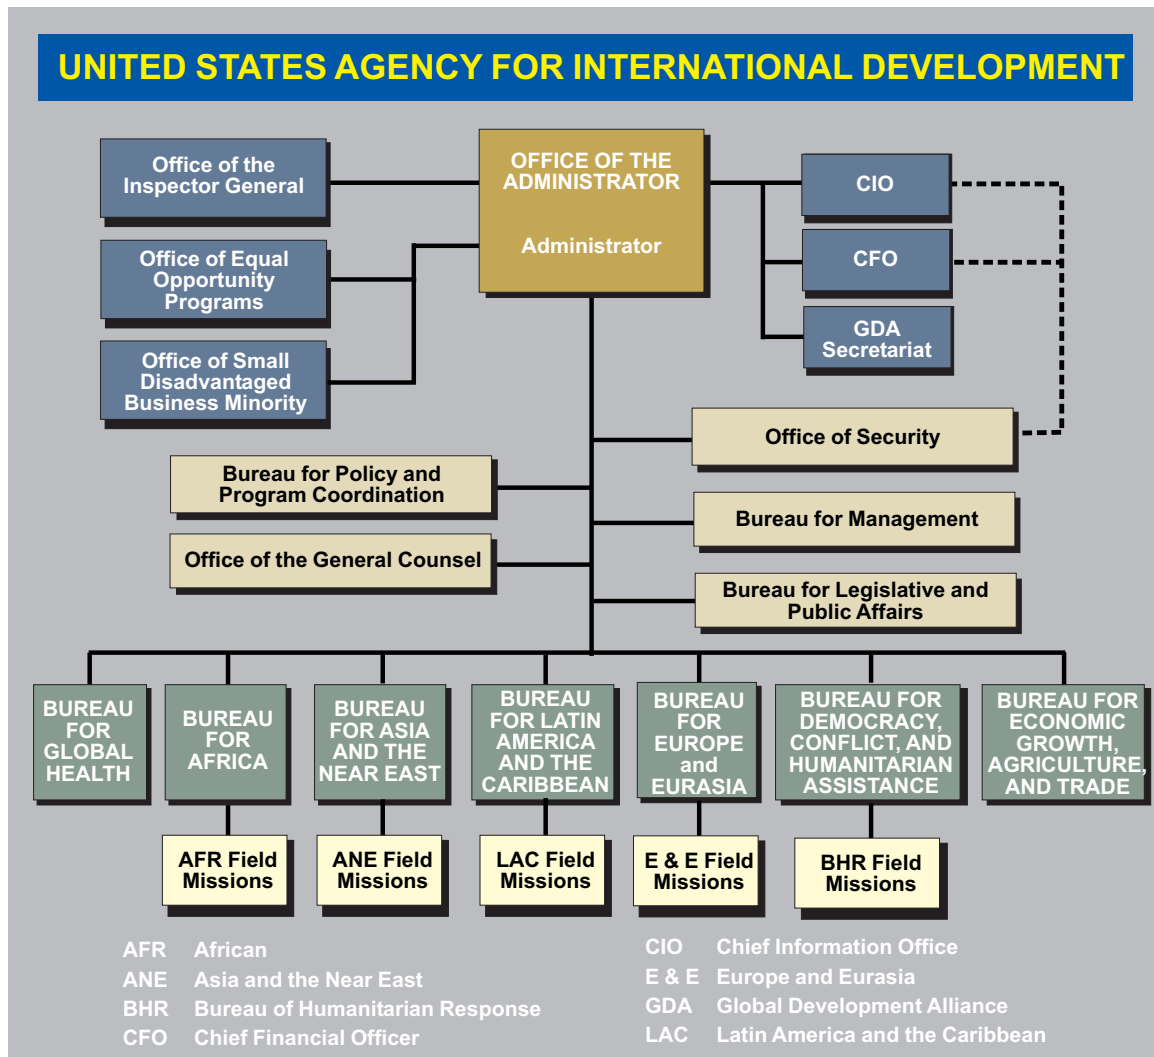 UNITED STATES AGENCY FOR INTERNATIONAL DEVELOPMENT
Office of the
Inspector General
OFFICE OF THE
ADMINISTRATOR
Administrator
CIO
Office of Equal
Opportunity
Programs
CFO
Office of Small
Disadvantaged
Business Minority
GDA
Secretariat
Office of Security
Bureau for Policy and
Program Coordination
Bureau for Management
Office of the General Counsel
Bureau for Legislative and
Public Affairs
BUREAU
FOR
GLOBAL
HEALTH
BUREAU
FOR
AFRICA
BUREAU
FOR ASIA
AND THE
NEAR EAST
BUREAU
FOR LATIN
AMERICA
AND THE
CARIBBEAN
BUREAU
FOR
EUROPE
and
EURASIA
BUREAU FOR
DEMOCRACY,
CONFLICT, AND
HUMANITARIAN
ASSISTANCE
BUREAU FOR
ECONOMIC
GROWTH,
AGRICULTURE,
AND TRADE
AFR Field
Missions
ANE Field
Missions
LAC Field
Missions
E & E Field
Missions
BHR Field
Missions
AFR African
ANE Asia and the Near East
BHR Bureau of Humanitarian Response
CFO Chief Financial Officer
CIO Chief Information Office
E & E Europe and Eurasia
GDA Global Development Alliance
LAC Latin America and the Caribbean